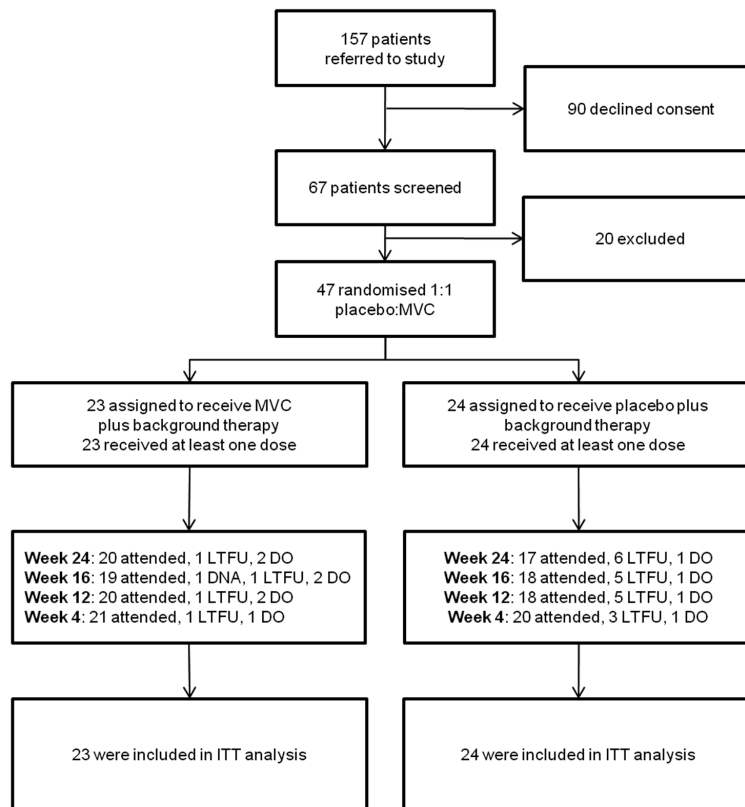 157 patients
referred to study
90 declined consent
67 patients screened
20 excluded
47 randomised 1:1
placebo:MVC
23 assigned to receive MVC
plus background therapy
23 received at least one dose
24 assigned to receive placebo plus
background therapy
24 received at least one dose
Week 24: 20 attended, 1 LTFU, 2 DO
Week 16: 19 attended, 1 DNA, 1 LTFU, 2 DO
Week 12: 20 attended, 1 LTFU, 2 DO
Week 4: 21 attended, 1 LTFU, 1 DO
Week 24: 17 attended, 6 LTFU, 1 DO
Week 16: 18 attended, 5 LTFU, 1 DO
Week 12: 18 attended, 5 LTFU, 1 DO
Week 4: 20 attended, 3 LTFU, 1 DO
23 were included in ITT analysis
24 were included in ITT analysis